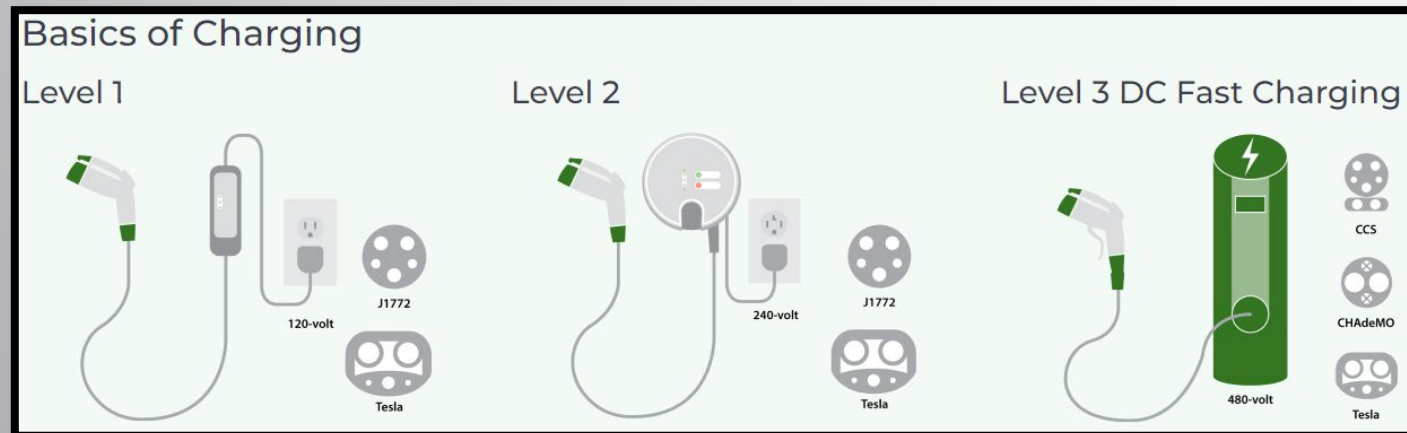 Basics of Charging
Level 1
120-volt
J1772
Tesla
Level 2
240-volt
J1772
Tesla
Level 3 DC Fast Charging
480-volt
CCS
CHAdeMO
Tesla